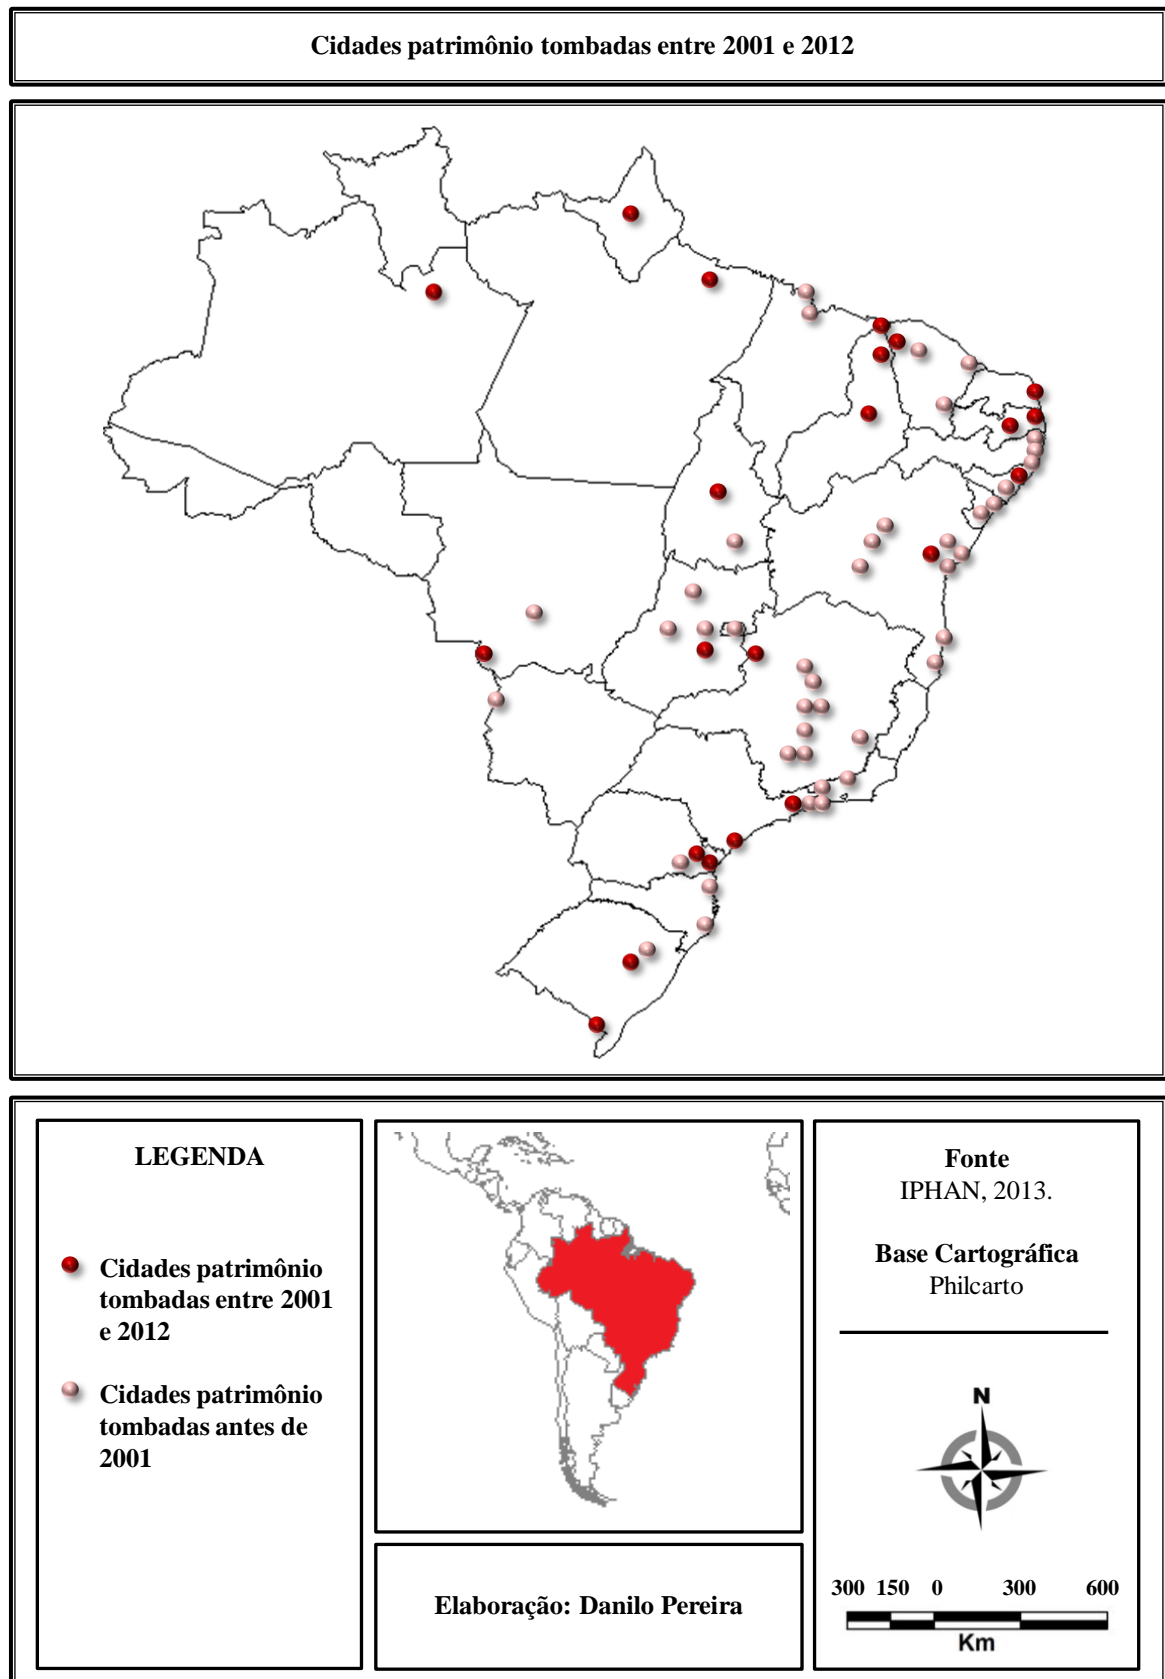 Cidades patrimônio tombadas entre 2001 e 2012
LEGENDA
Cidades patrimônio
tombadas entre 2001
e 2012
Cidades patrimônio
tombadas antes de
2001
Elaboração: Danilo Pereira
Fonte
IPHAN, 2013.
Base Cartográfica
Philcarto
N
300 150 0 300 600
Km